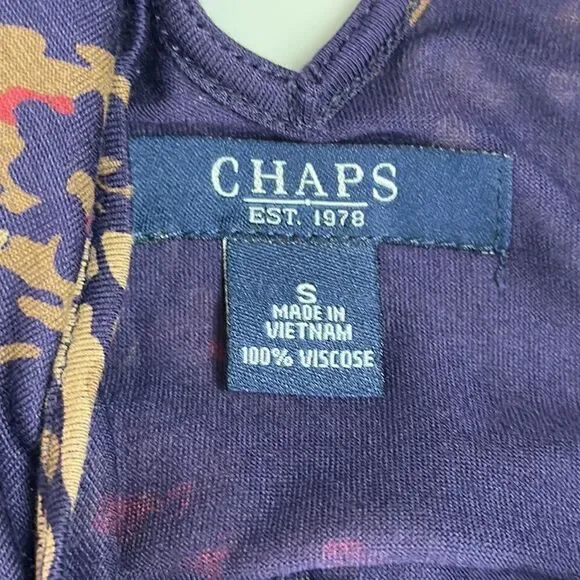 CHAPS
EST. 1978
S
MADE IN
VIETNAM
100% VISCOSE